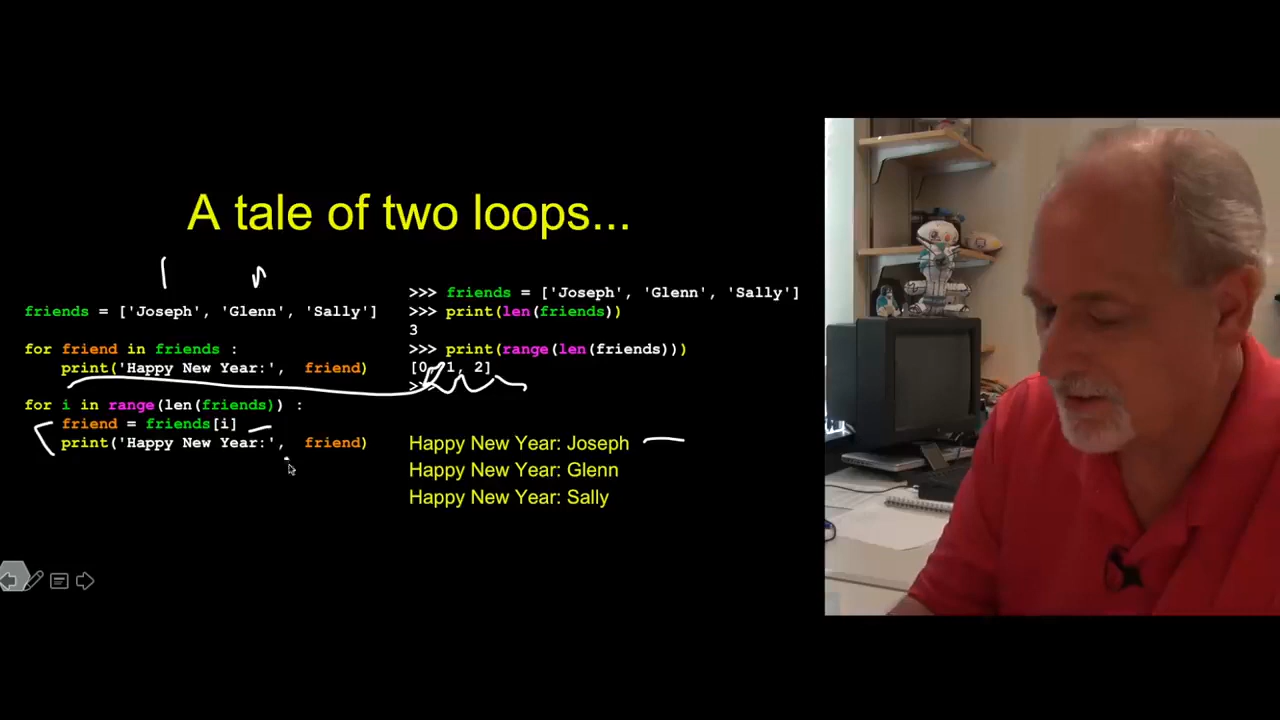 A tale of two loops...
friends = ['Joseph', 'Glenn', 'Sally']
for friend in friends :
print('Happy New Year:', friend)
for i in range(len(friends)) :
friend = friends[i]
print('Happy New Year:', friend)
>>> friends = ['Joseph', 'Glenn', 'Sally']
>>> print(len(friends))
3
>>> print(range(len(friends)))
[0, 1, 2]
>>>
Happy New Year: Joseph
Happy New Year: Glenn
Happy New Year: Sally